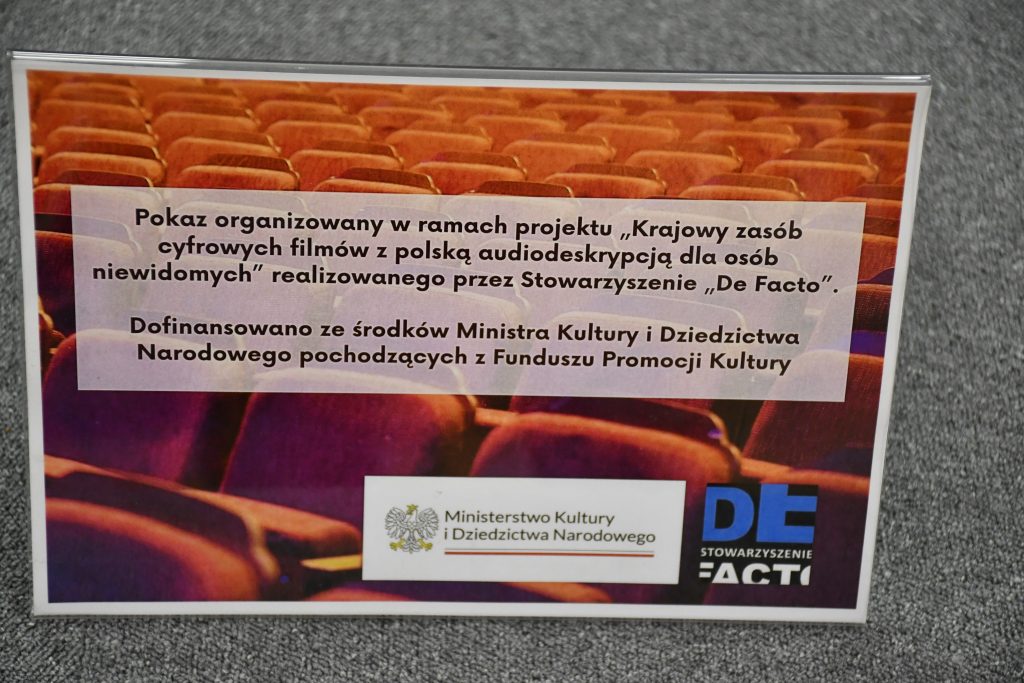 Pokaz organizowany w ramach projektu „Krajowy zasób
cyfrowych filmów z polską audiodeskrypcją dla osób
niewidomych” realizowanego przez Stowarzyszenie „De Facto”.
Dofinansowano ze środków Ministra Kultury i Dziedzictwa
Narodowego pochodzących z Funduszu Promocji Kultury
Ministerstwo Kultury
i Dziedzictwa Narodowego
DE
STOWARZYSZENIE
FACTO